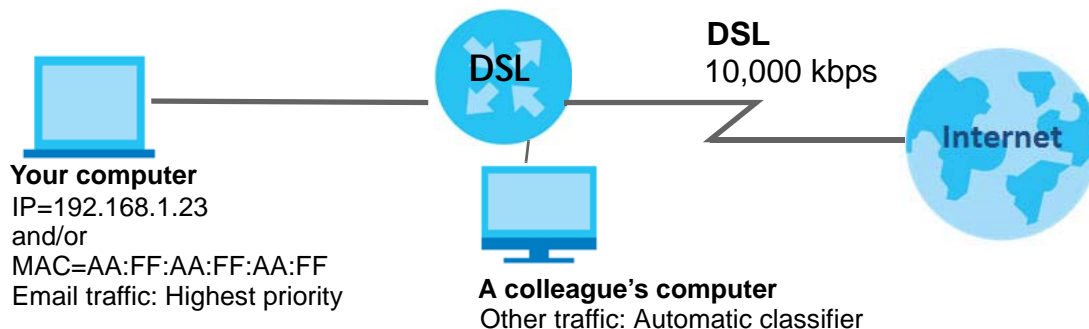 DSL
DSL
10,000 kbps
Internet
Your computer
IP=192.168.1.23
and/or
MAC=AA:FF:AA:FF:AA:FF
Email traffic: Highest priority
A colleague’s computer
Other traffic: Automatic classifier